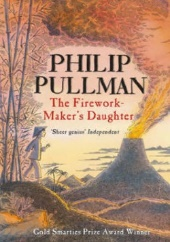 PHILIP
PULLMAN
The Firework-
Maker's Daughter
'Sheer genius' Independent
Gold Smarties Prize Award Winner